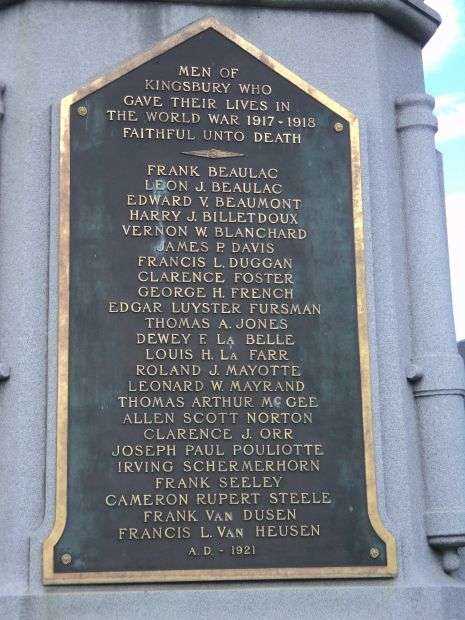 MEN OF
KINGSBURY WHO
GAVE THEIR LIVES IN
THE WORLD WAR 1917-1918
FAITHFUL UNTO DEATH
FRANK BEAULAC
LEON J. BEAULAC
EDWARD V. BEAUMONT
HARRY J. BILLETDOUX
VERNON W. BLANCHARD
JAMES P. DAVIS
FRANCIS L. DUGGAN
CLARENCE FOSTER
GEORGE H. FRENCH
EDGAR LUYSTER FURSMAN
THOMAS A. JONES
DEWEY F. LA BELLE
LOUIS H. LA FARR
ROLAND J. MAYOTTE
LEONARD W. MAYRAND
THOMAS ARTHUR MCGEE
ALLEN SCOTT NORTON
CLARENCE J. ORR
JOSEPH PAUL POULIOTTE
IRVING SCHERMERHORN
FRANK SEELEY
CAMERON RUPERT STEELE
FRANK VAN DUSEN
FRANCIS L. VAN HEUSEN
A.D. - 1921